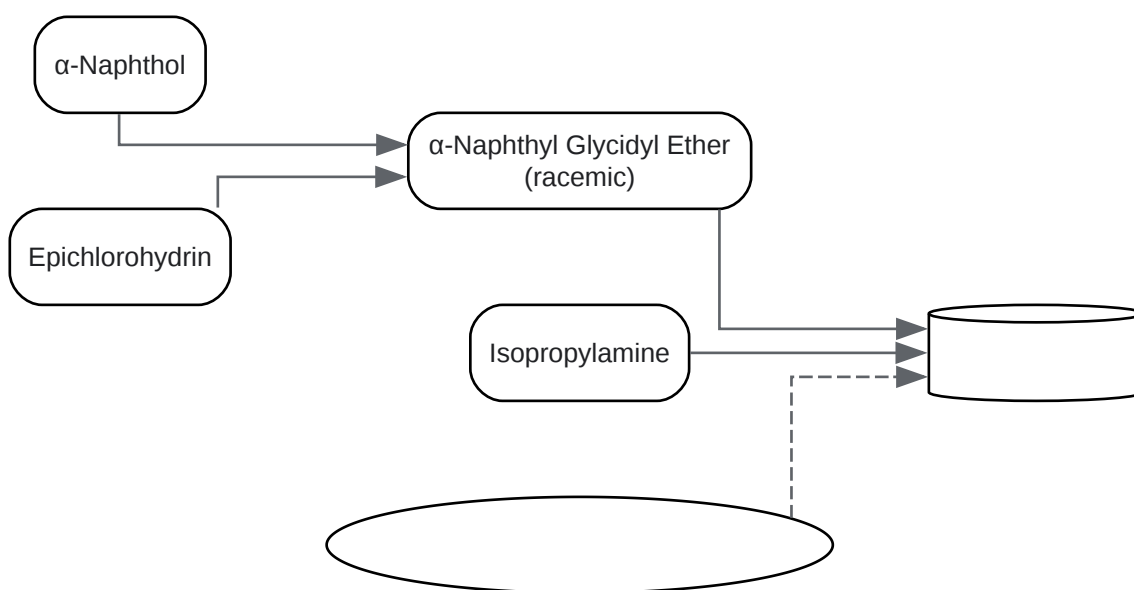 α-Naphthol
α-Naphthyl Glycidyl Ether
(racemic)
Epichlorohydrin
Isopropylamine